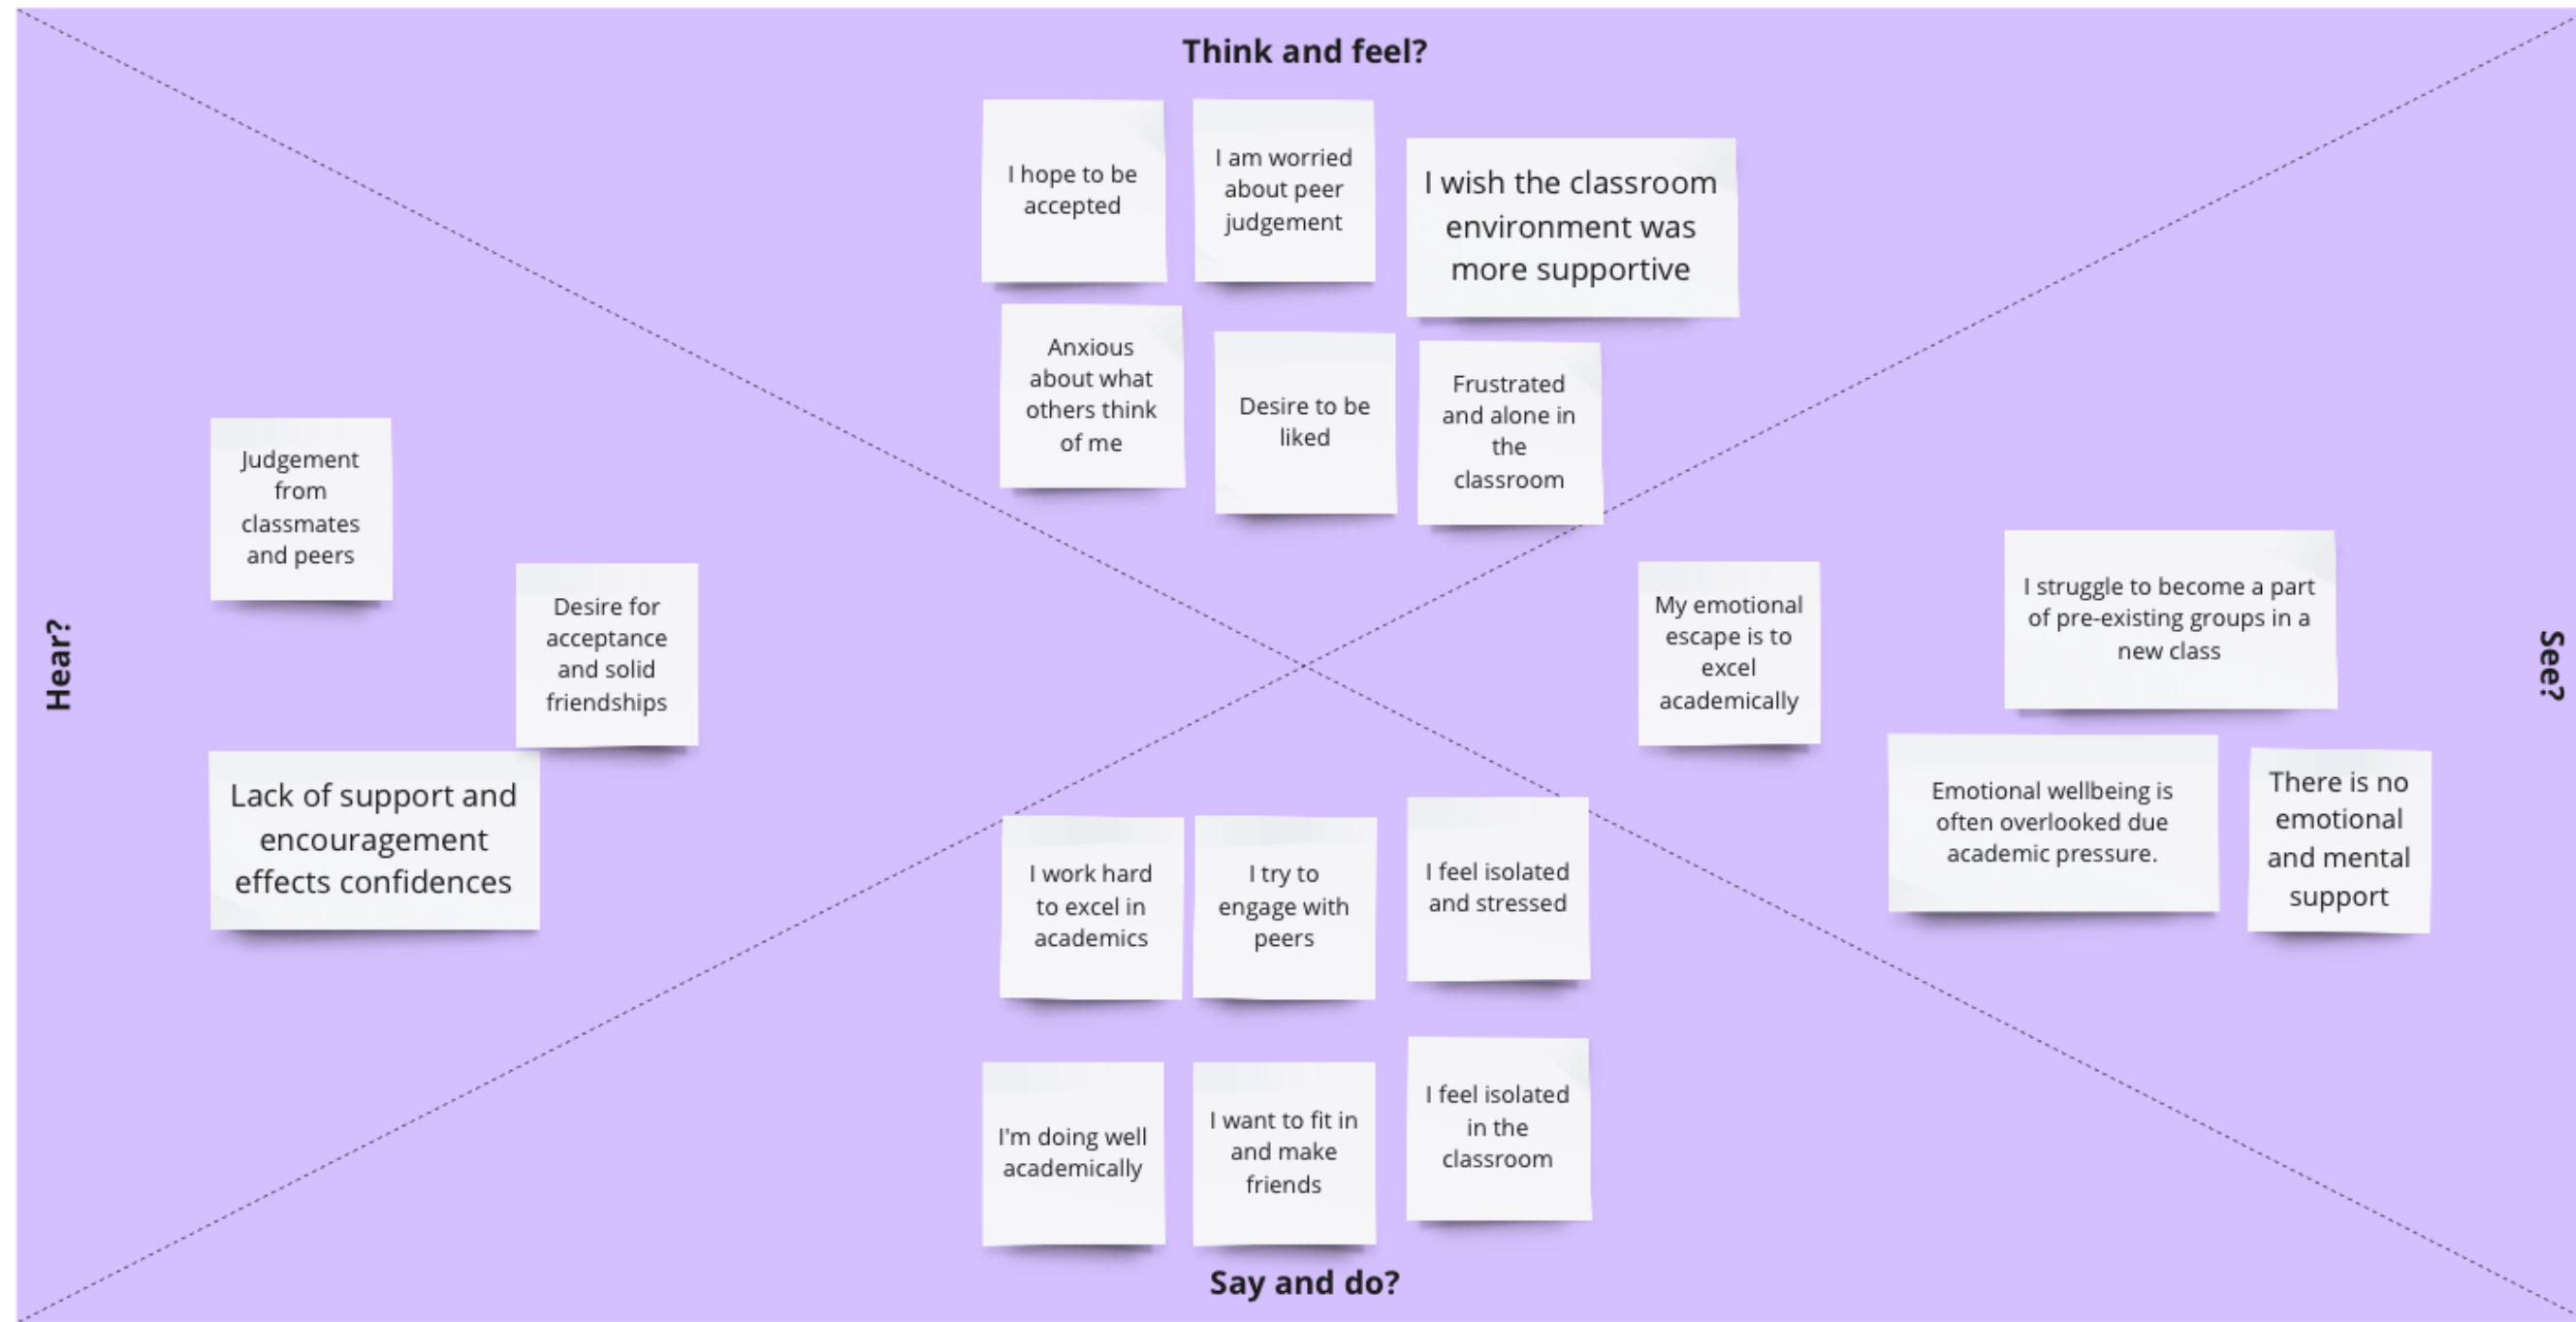 Think and feel?
I hope to be
accepted
I am worried
about peer
judgement
I wish the classroom
environment was
more supportive
Anxious
about what
others think
of me
Desire to be
liked
Frustrated
and alone in
the
classroom
Hear?
Judgement
from
classmates
and peers
Desire for
acceptance
and solid
friendships
Lack of support and
encouragement
effects confidences
See?
My emotional
escape is to
excel
academically
I struggle to become a part
of pre-existing groups in a
new class
Emotional wellbeing is
often overlooked due
academic pressure.
There is no
emotional
and mental
support
I work hard
to excel in
academics
I try to
engage with
peers
I feel isolated
and stressed
I'm doing well
academically
I want to fit in
and make
friends
I feel isolated
in the
classroom
Say and do?